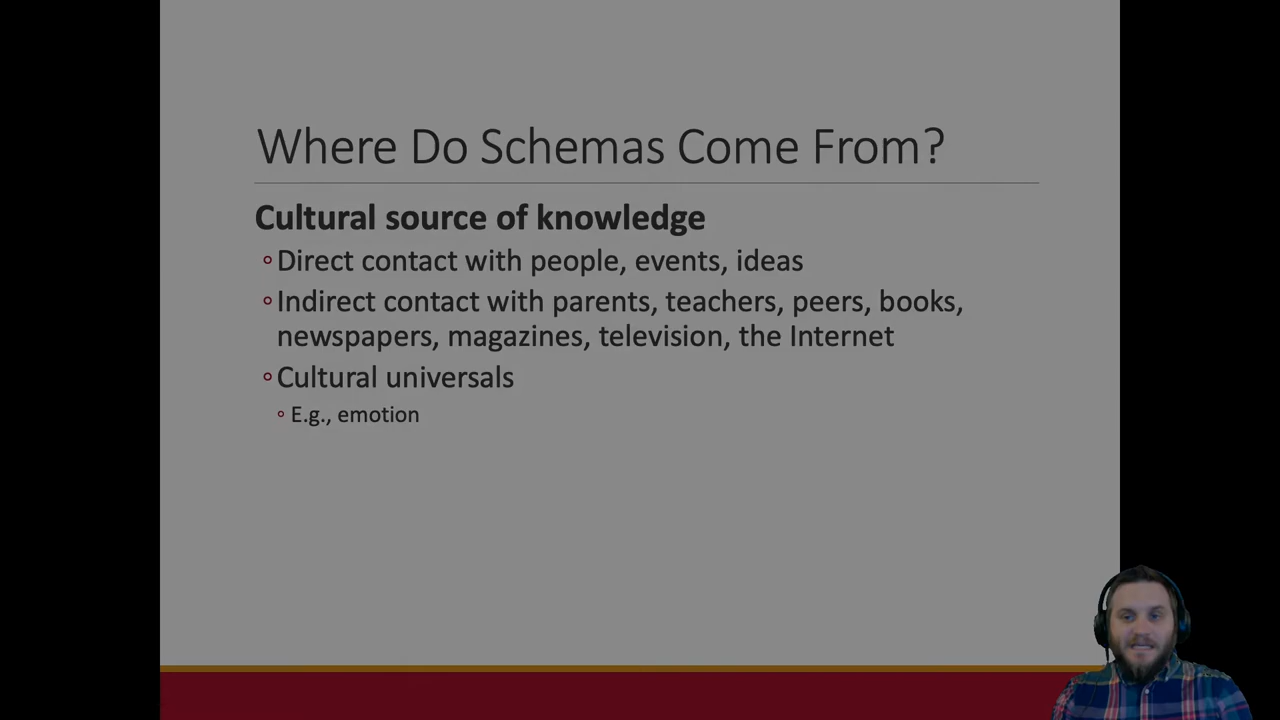 Where Do Schemas Come From?
Cultural source of knowledge
◦Direct contact with people, events, ideas
◦Indirect contact with parents, teachers, peers, books,
newspapers, magazines, television, the Internet
◦Cultural universals
◦ E.g., emotion